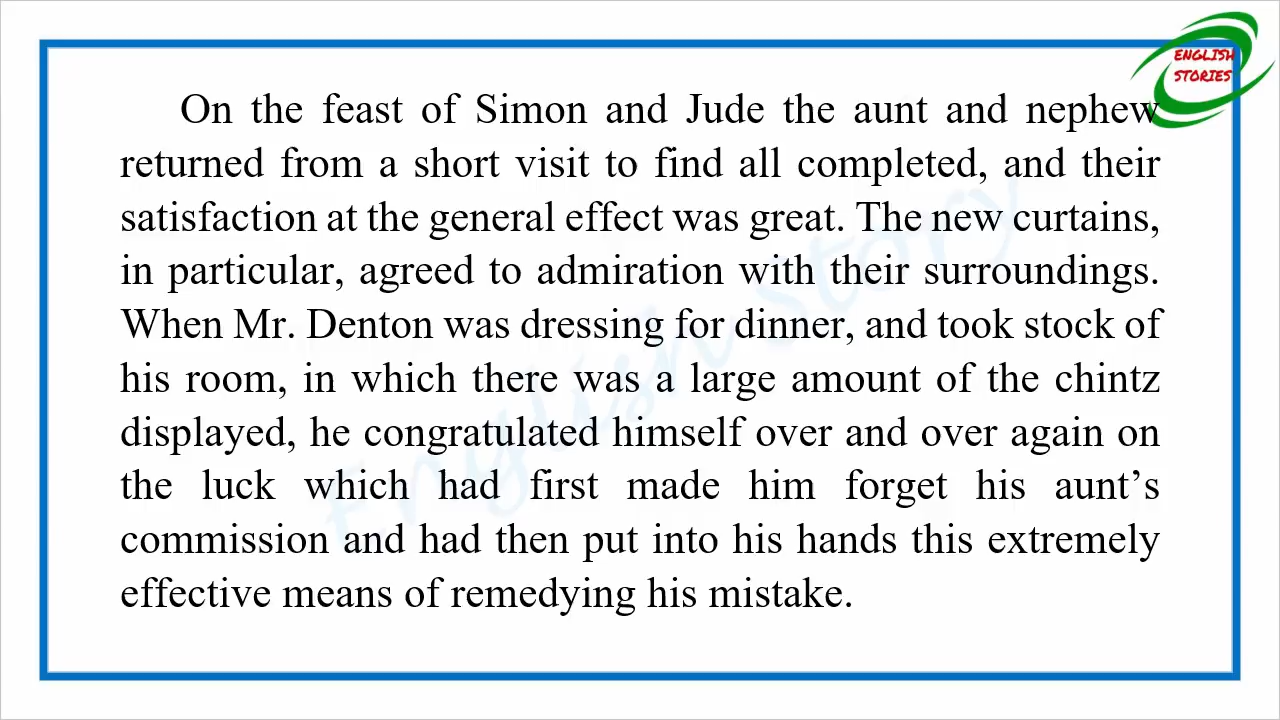 ENGLISH
STORIES
On the feast of Simon and Jude the aunt and nephew
returned from a short visit to find all completed, and their
satisfaction at the general effect was great. The new curtains,
in particular, agreed to admiration with their surroundings.
When Mr. Denton was dressing for dinner, and took stock of
his room, in which there was a large amount of the chintz
displayed, he congratulated himself over and over again on
the luck which had first made him forget his aunt’s
commission and had then put into his hands this extremely
effective means of remedying his mistake.
English Story